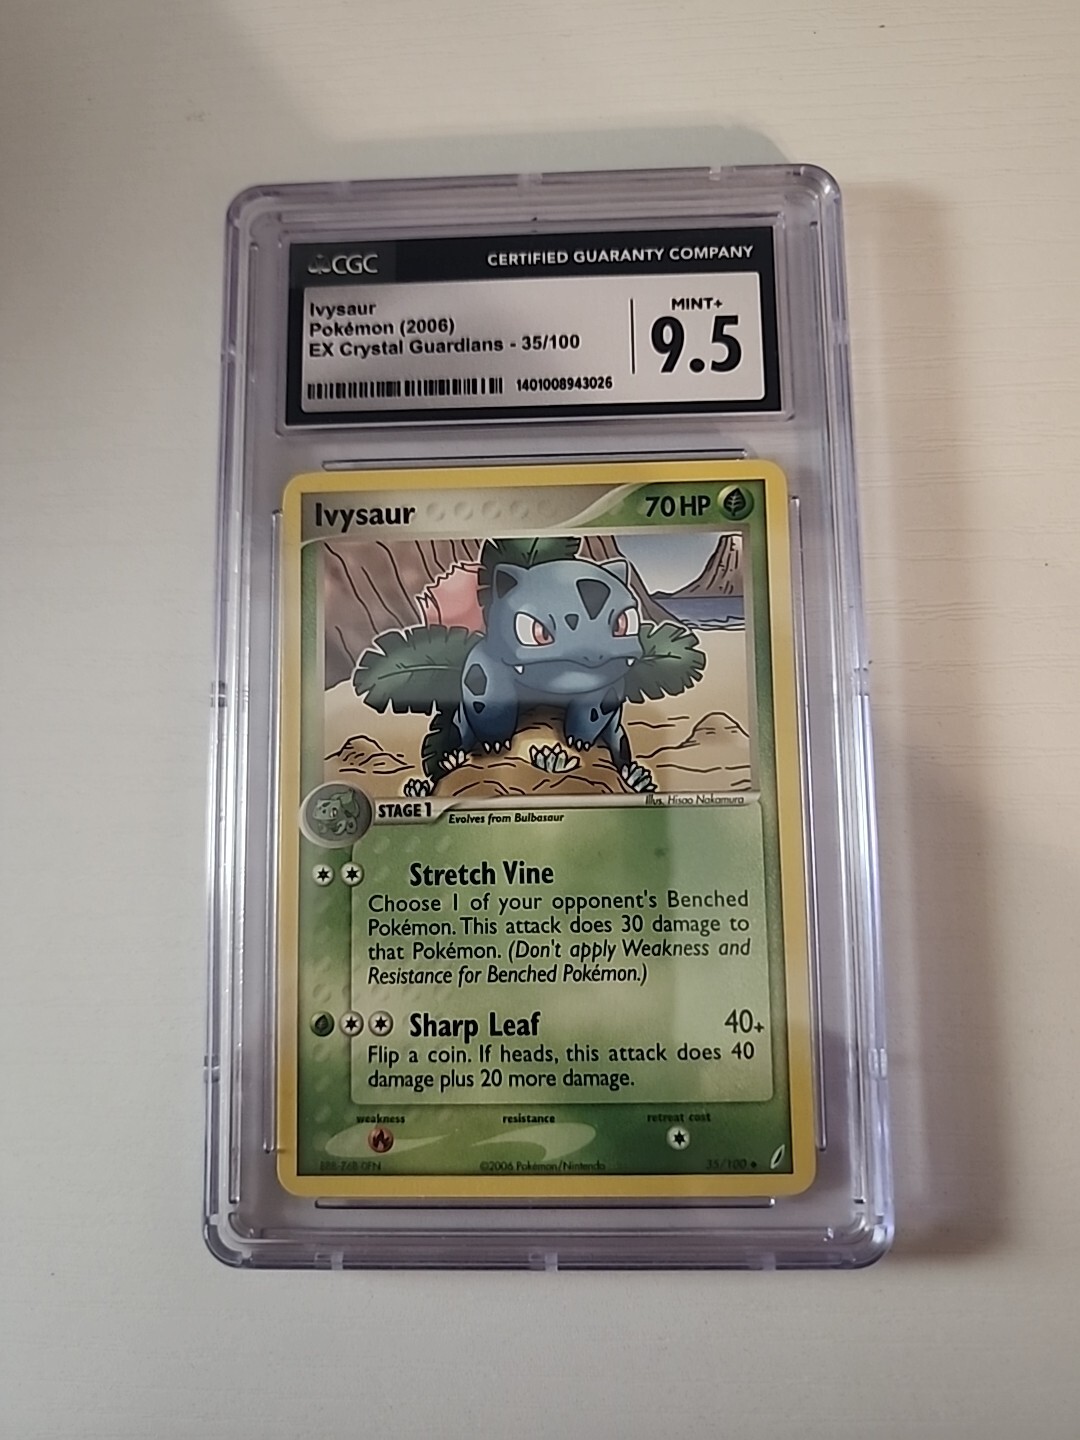 CGC
CERTIFIED GUARANTY COMPANY
Ivysaur
Pokémon (2006)
EX Crystal Guardians - 35/100
MINT+
9.5
1401008943026
Ivysaur
70 HP
Illus. Hisao Nakamura
STAGE 1
Evolves from Bulbasaur
Stretch Vine
Choose 1 of your opponent's Benched
Pokémon. This attack does 30 damage to
that Pokémon. (Don't apply Weakness and
Resistance for Benched Pokémon.)
Sharp Leaf
40+
Flip a coin. If heads, this attack does 40
damage plus 20 more damage.
weakness
resistance
retreat cost
©2006 Pokémon/Nintendo
35/100